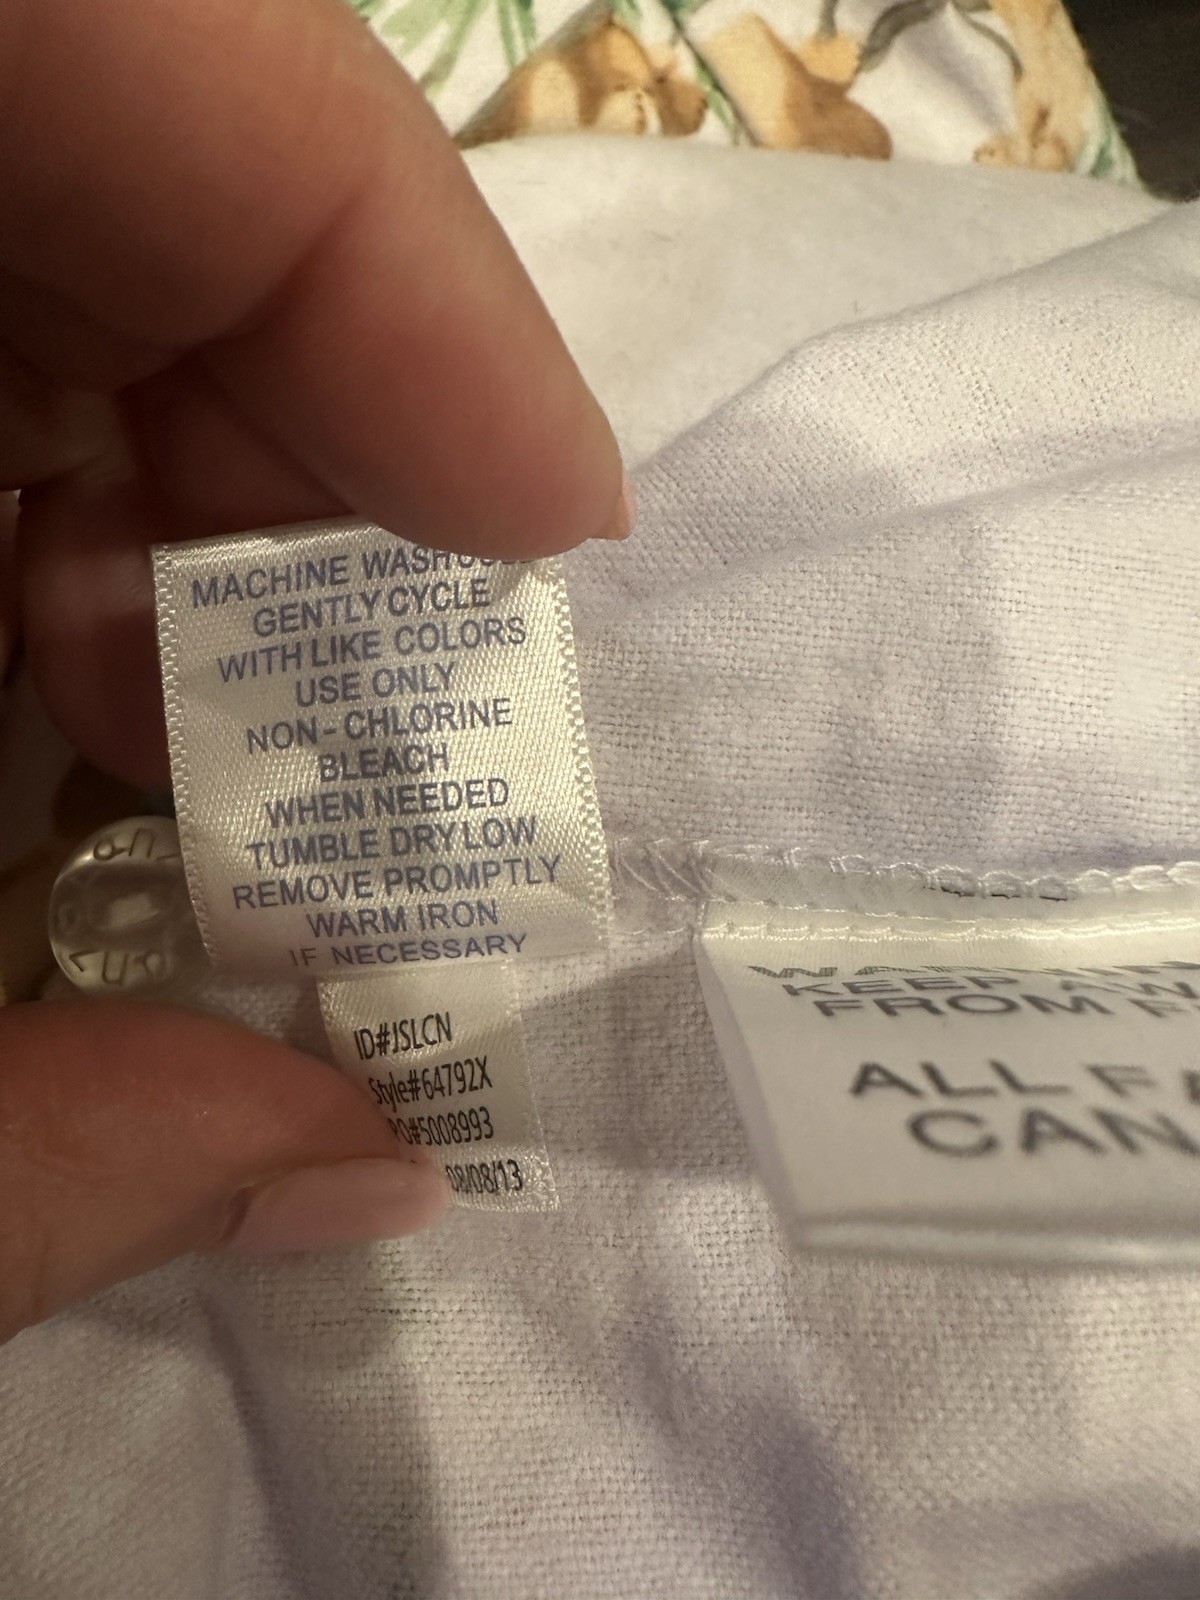 MACHINE WASH
GENTLY CYCLE
WITH LIKE COLORS
USE ONLY
NON-CHLORINE
BLEACH
WHEN NEEDED
TUMBLE DRY LOW
REMOVE PROMPTLY
WARM IRON
IF NECESSARY
ID#JSLCN
Style#64792X
PO#5008993
08/08/13
KEEP
FROM
ALL
CAN